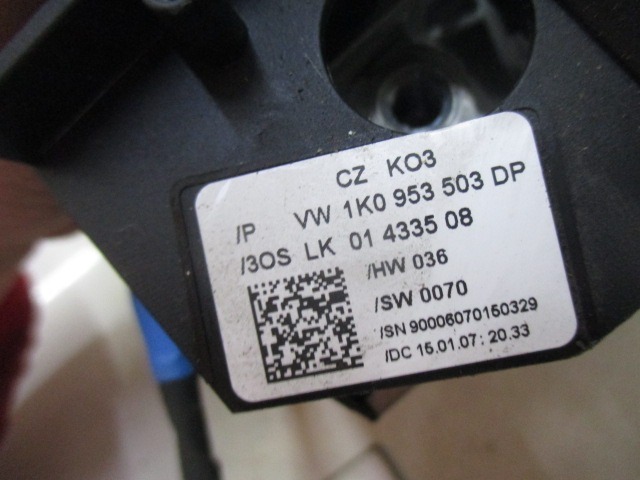 CZ KO3
/P VW 1K0 953 503 DP
/3OS LK 01 4335 08
/HW 036
/SW 0070
/SN 90006070150329
/DC 15.01.07: 20.33